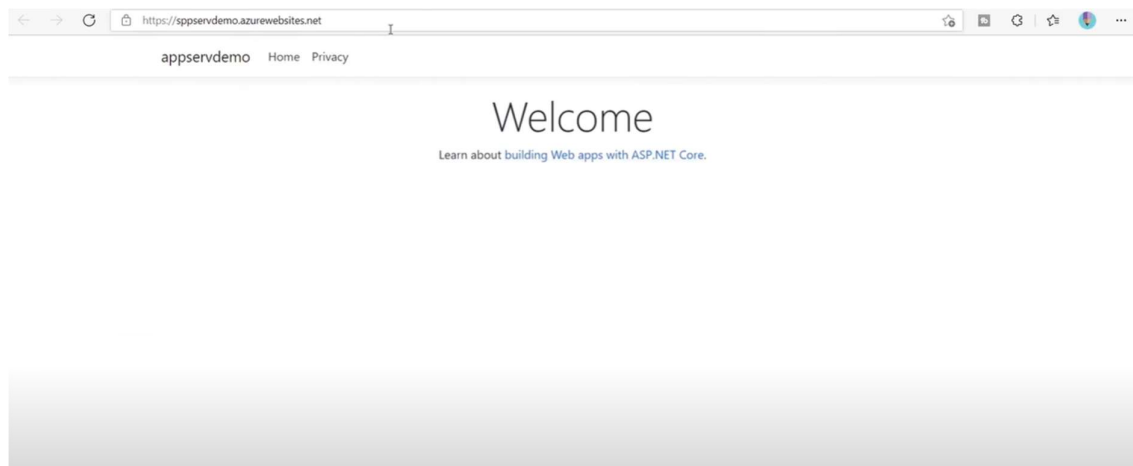 https://sppservdemo.azurewebsites.net
appservdemo Home Privacy
Welcome
Learn about building Web apps with ASP.NET Core.